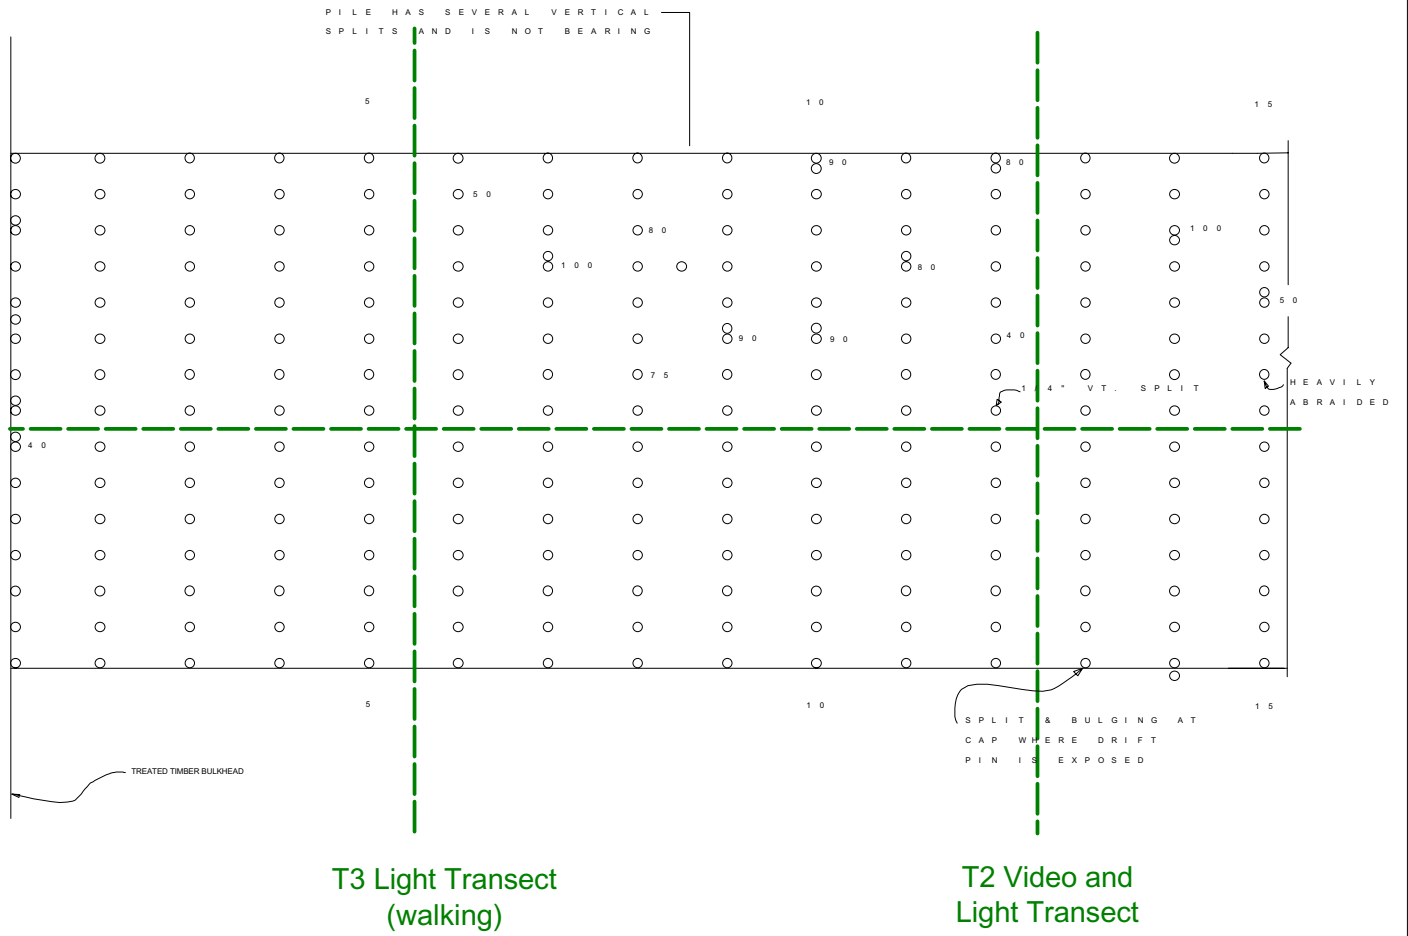 PILE HAS SEVERAL VERTICAL
SPLITS AND IS NOT BEARING
5
10
15
90
80
50
80
100
100
80
50
90
90
40
75
1/4" VT. SPLIT
HEAVILY
ABRAIDED
40
5
10
15
SPLIT & BULGING AT
CAP WHERE DRIFT
PIN IS EXPOSED
TREATED TIMBER BULKHEAD
T3 Light Transect
(walking)
T2 Video and
Light Transect